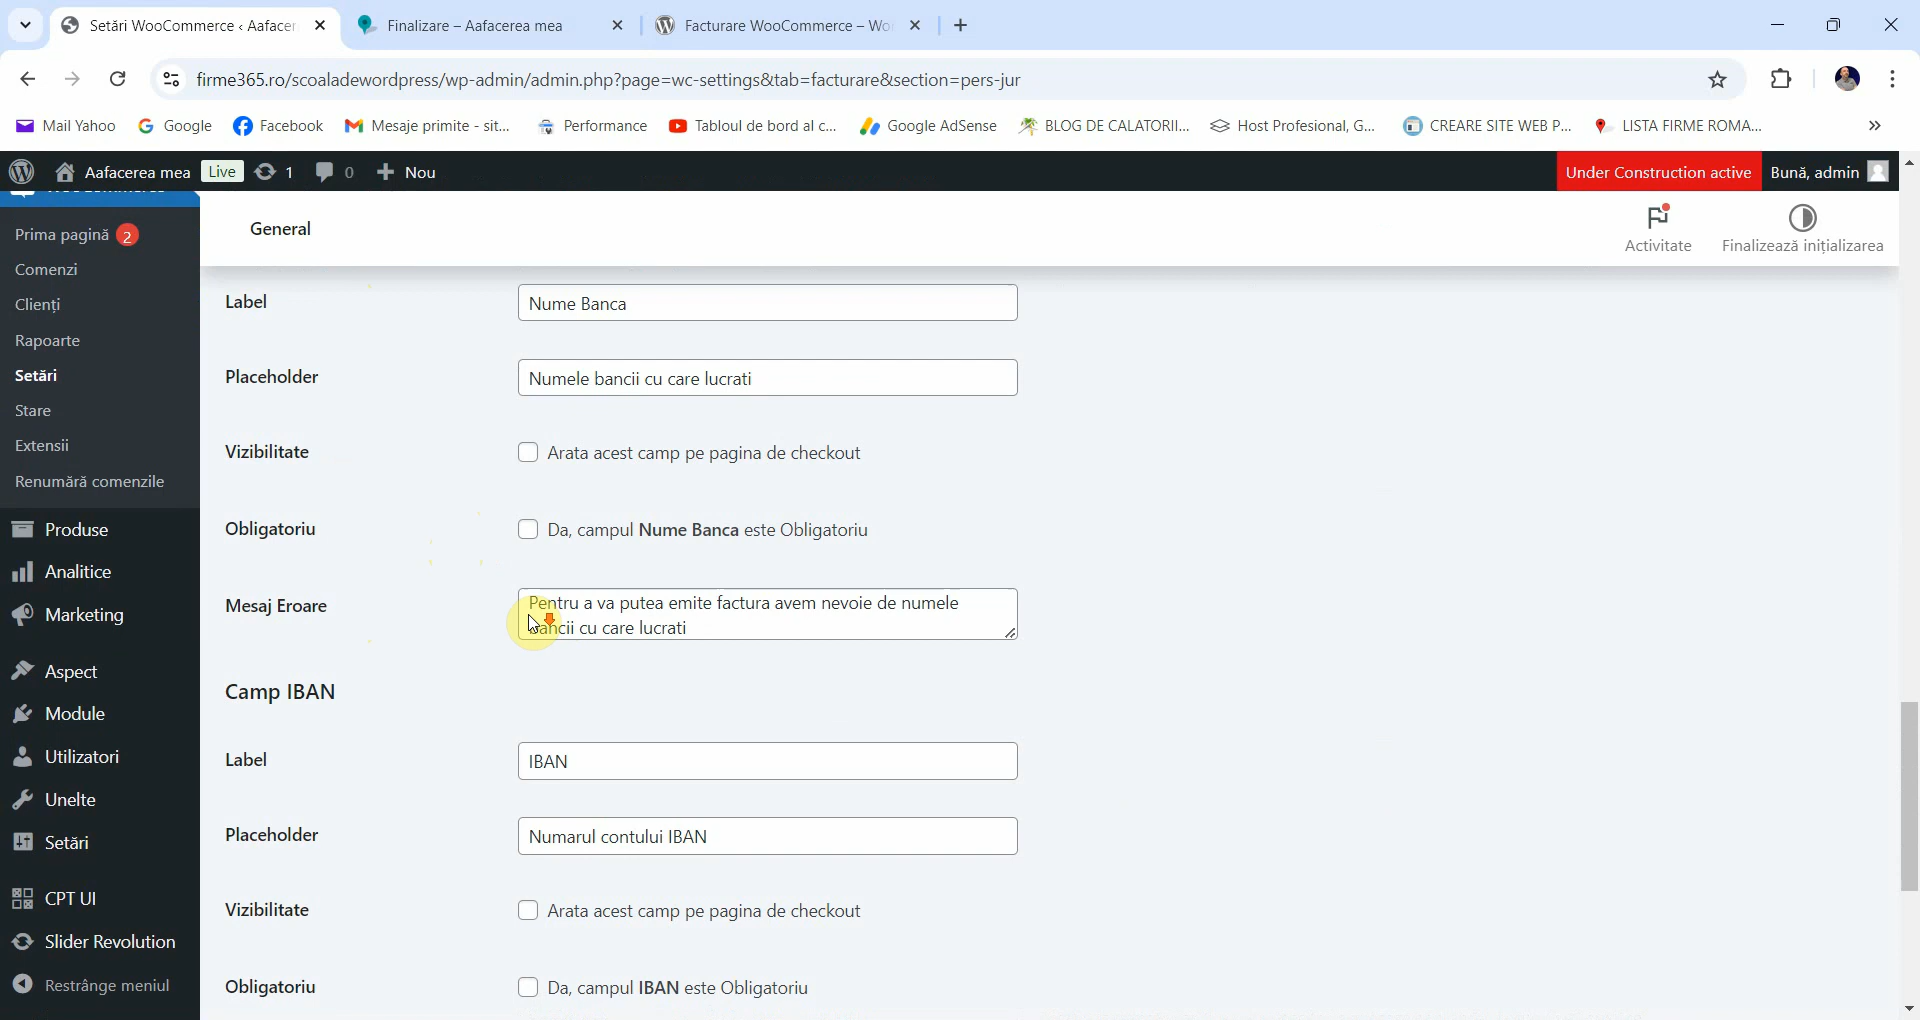 Setări WooCommerce ‹ Aaface
Finalizare – Aafacerea mea
Facturare WooCommerce – Wo
firme365.ro/scoaladewordpress/wp-admin/admin.php?page=wc-settings&tab=facturare&section=pers-jur
Mail Yahoo
Google
Facebook
Mesaje primite - sit...
Performance
Tabloul de bord al c...
Google AdSense
BLOG DE CALATORII...
Host Profesional, G...
CREARE SITE WEB P...
LISTA FIRME ROMA...
»
Aafacerea mea
Live
1
0
Nou
Under Construction active
Bună, admin
Prima pagină 2
Comenzi
Clienți
Rapoarte
Setări
Stare
Extensii
Renumără comenzile
Produse
Analitice
Marketing
Aspect
Module
Utilizatori
Unelte
Setări
CPT UI
Slider Revolution
Restrânge meniul
General
Activitate
Finalizează inițializarea
Label
Nume Banca
Placeholder
Numele bancii cu care lucrati
Vizibilitate
Arata acest camp pe pagina de checkout
Obligatoriu
Da, campul Nume Banca este Obligatoriu
Mesaj Eroare
Pentru a va putea emite factura avem nevoie de numele
bancii cu care lucrati
Camp IBAN
Label
IBAN
Placeholder
Numarul contului IBAN
Vizibilitate
Arata acest camp pe pagina de checkout
Obligatoriu
Da, campul IBAN este Obligatoriu